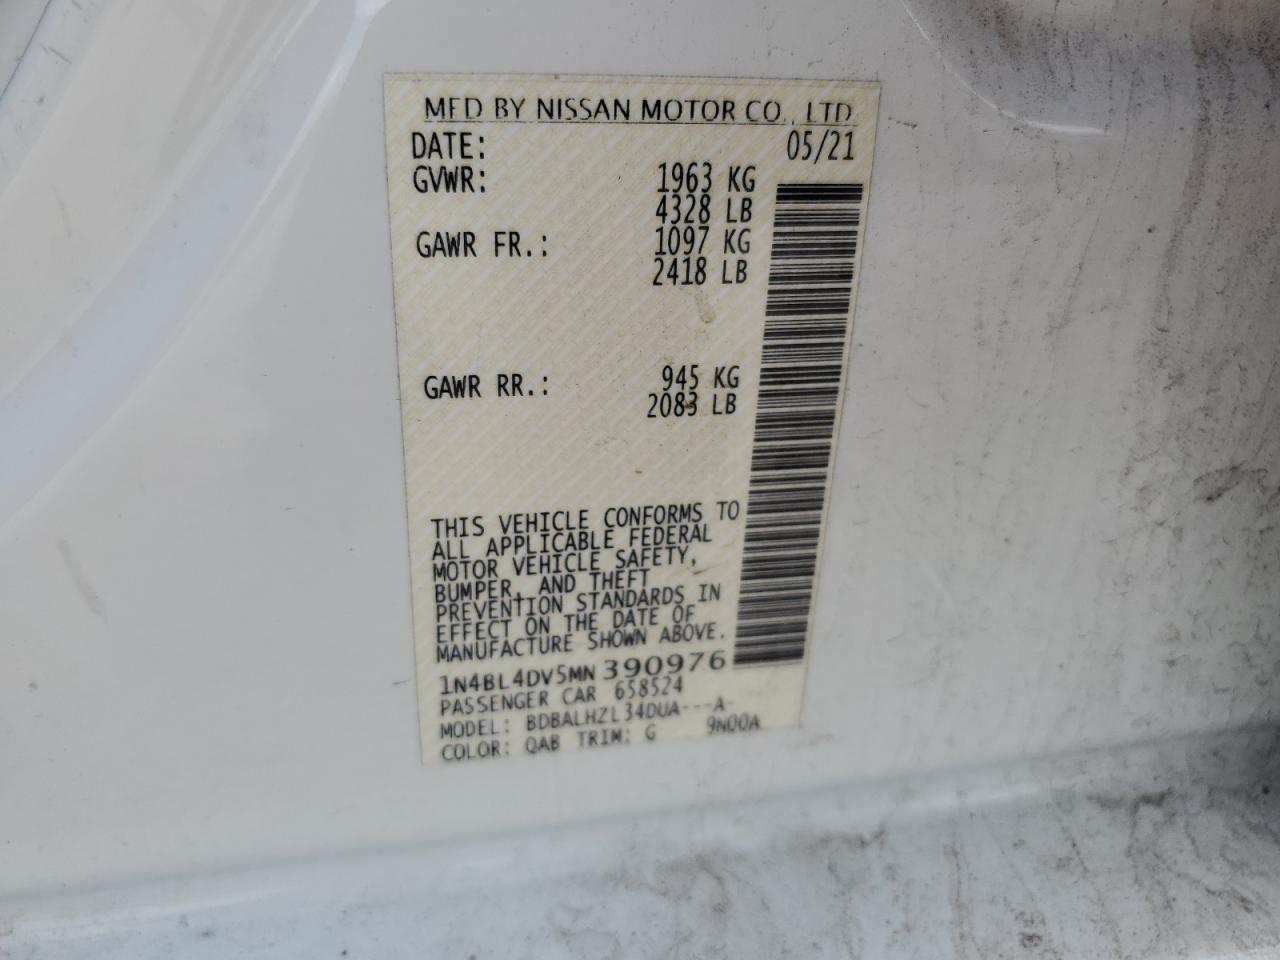 MFD BY NISSAN MOTOR CO., LTD
DATE: 05/21
GVWR: 1963 KG
4328 LB
GAWR FR.: 1097 KG
2418 LB
GAWR RR.: 945 KG
2083 LB
THIS VEHICLE CONFORMS TO
ALL APPLICABLE FEDERAL
MOTOR VEHICLE SAFETY,
BUMPER, AND THEFT
PREVENTION STANDARDS IN
EFFECT ON THE DATE OF
MANUFACTURE SHOWN ABOVE.
1N4BL4DV5MN390976
PASSENGER CAR 658524
MODEL: BDBALHZL34DUA---A-
COLOR: QAB TRIM: G 9N00A